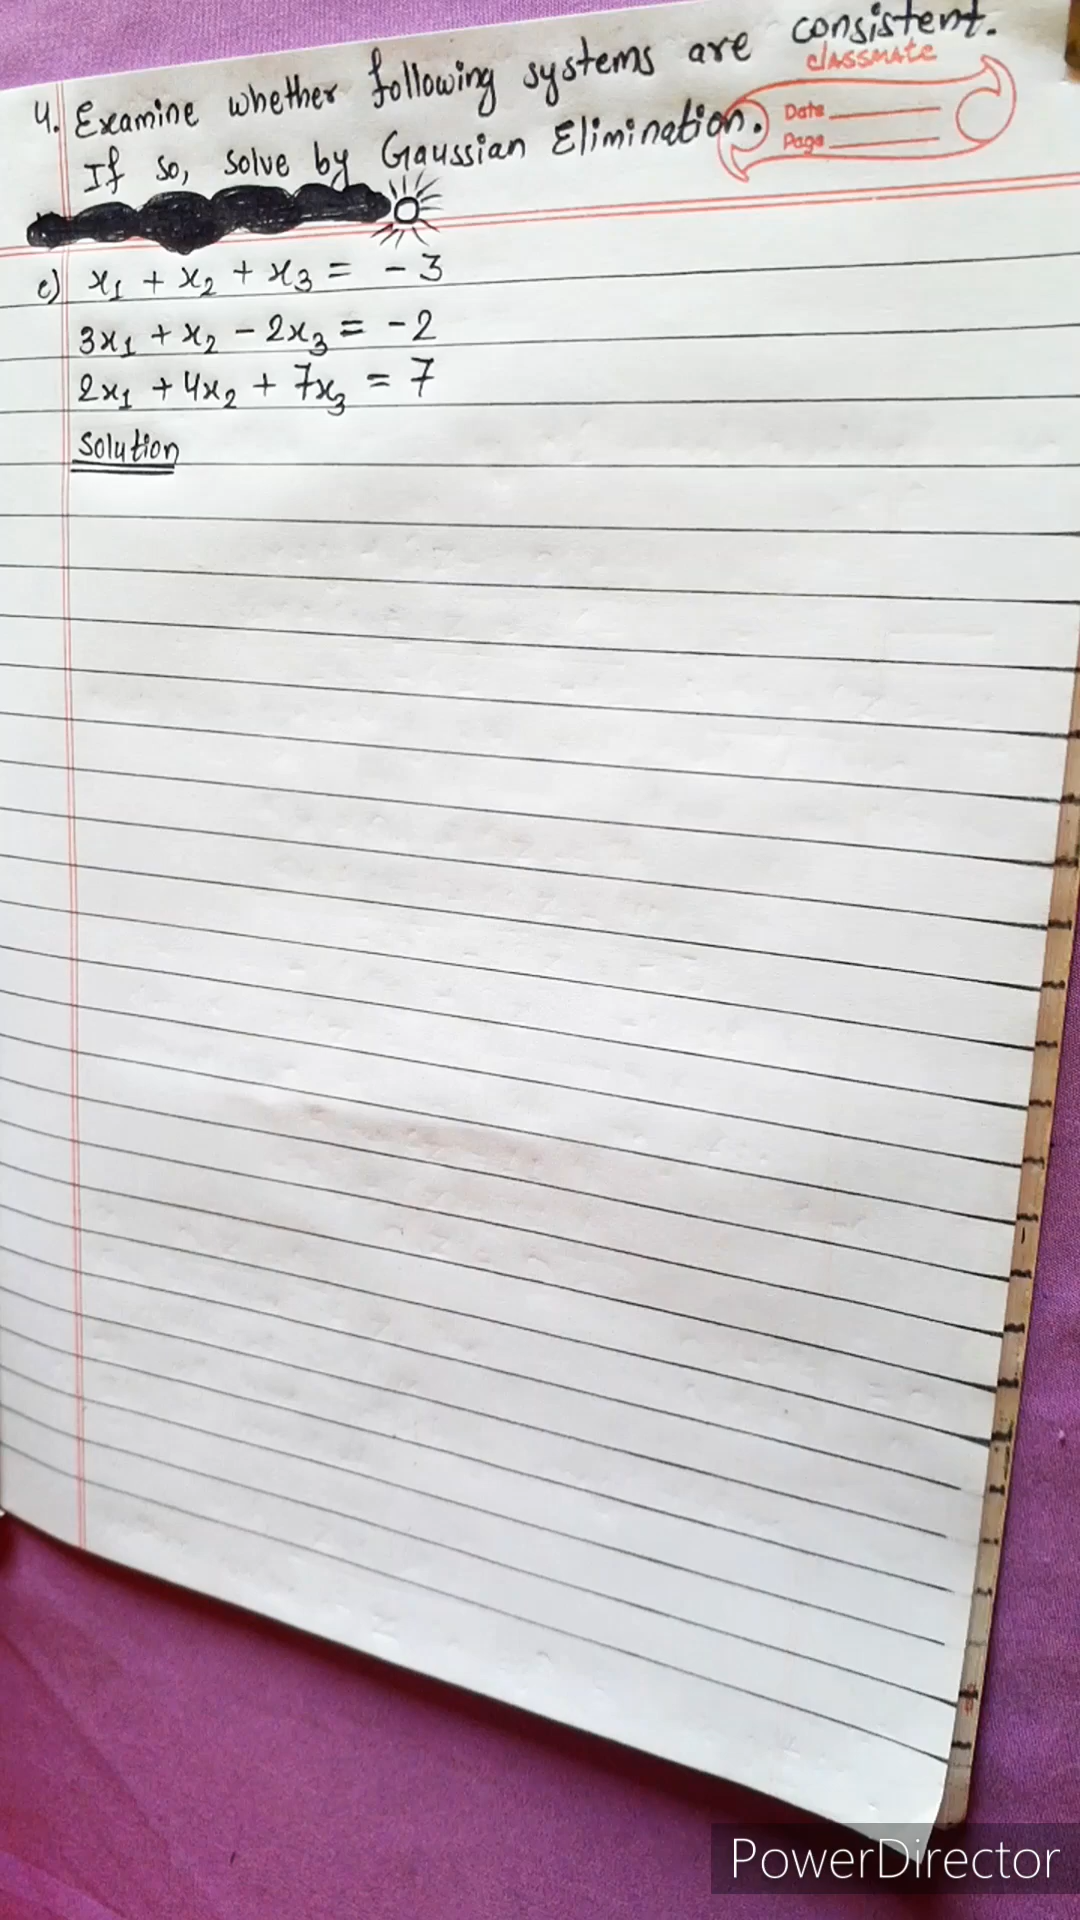 4. Examine whether following systems are consistent.
If so, solve by Gaussian Elimination.
classmate
Date
Page
c) x₁ + x₂ + x₃ = -3
3x₁ + x₂ - 2x₃ = -2
2x₁ + 4x₂ + 7x₃ = 7
Solution
PowerDirector